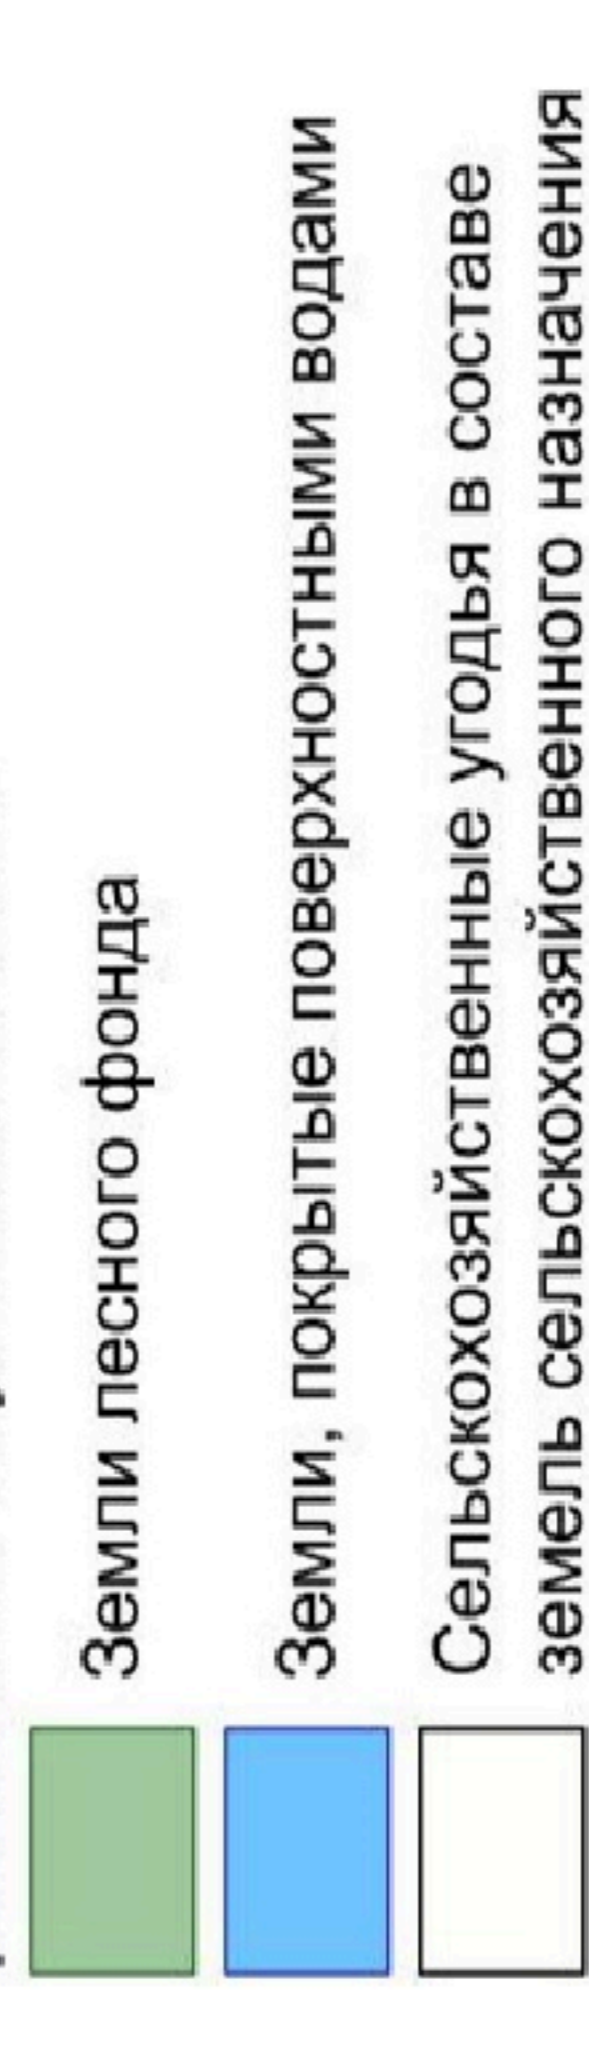 Земли лесного фонда
Земли, покрытые поверхностными водами
Сельскохозяйственные угодья в составе
земель сельскохозяйственного назначения